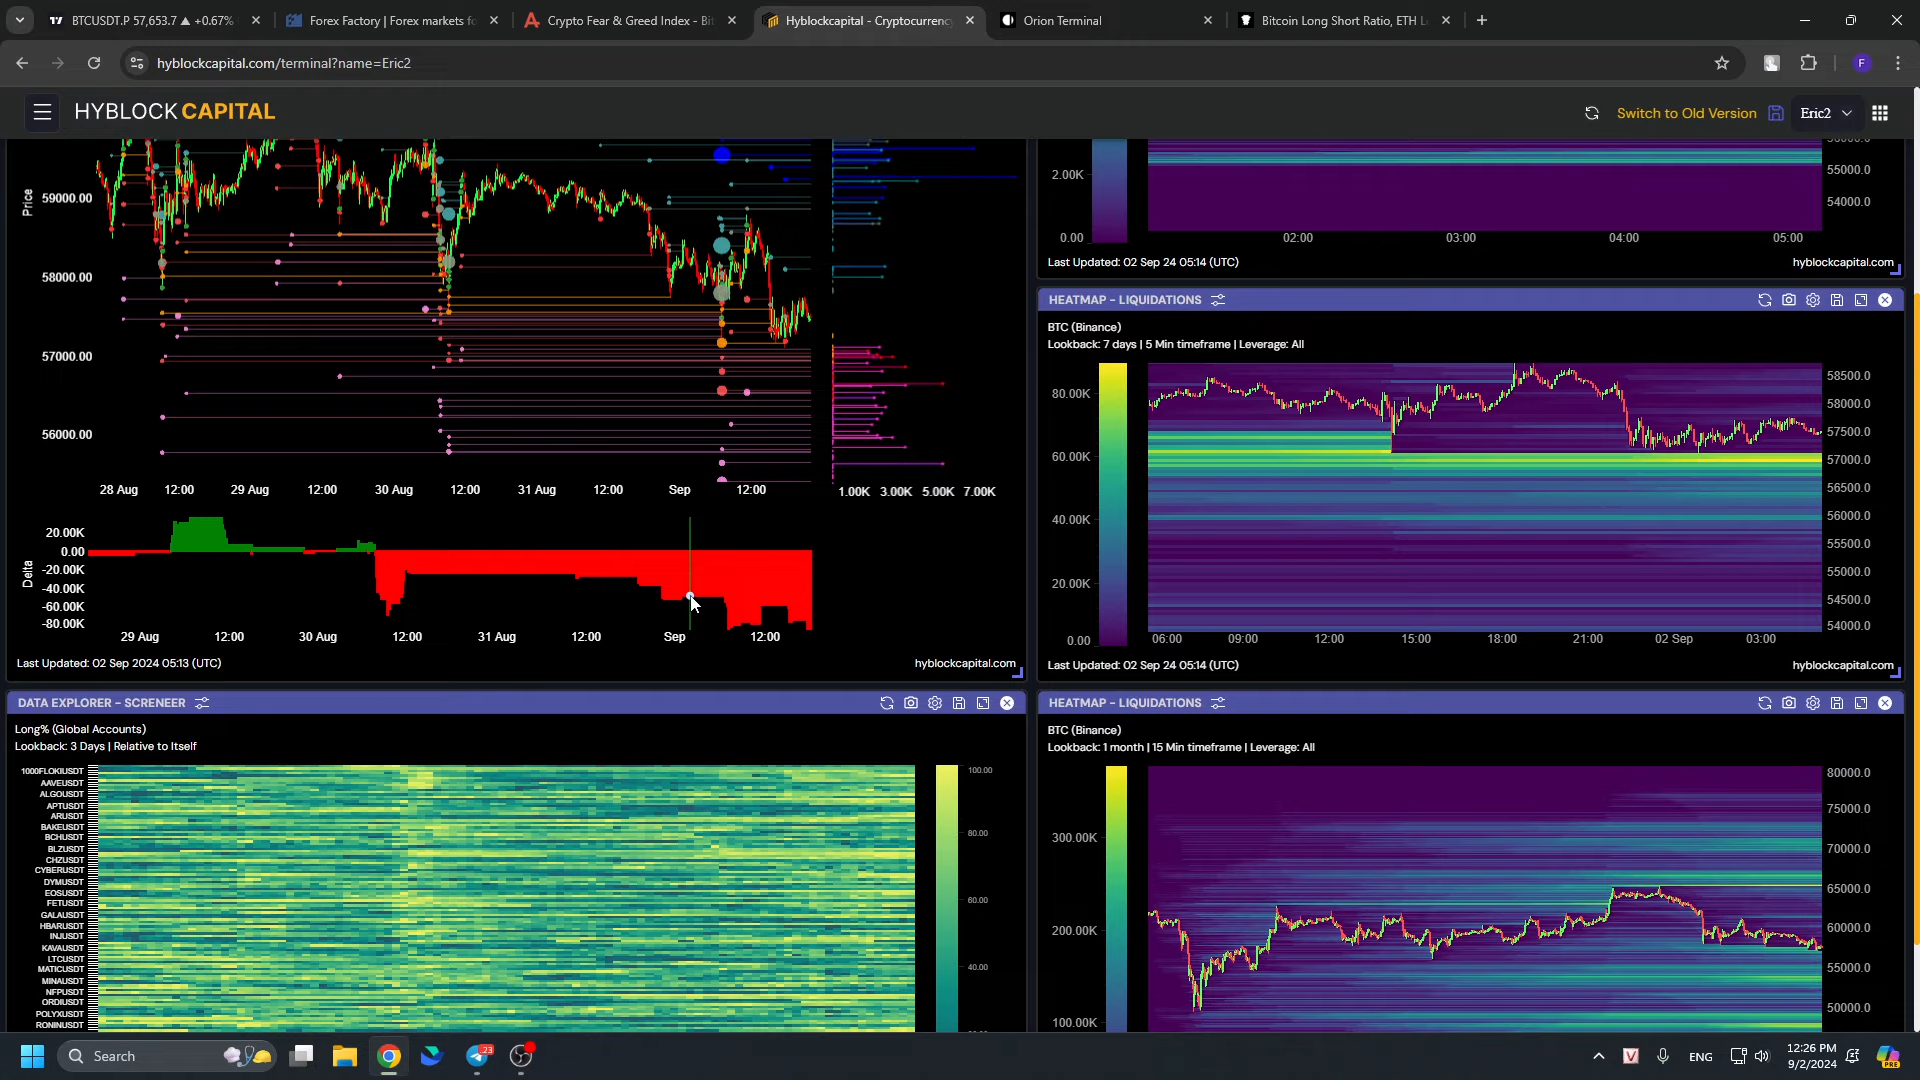 BTCUSDT.P 57,653.7 ▲ +0.67%
Forex Factory | Forex markets fo
Crypto Fear & Greed Index - Bit
Hyblockcapital - Cryptocurrency
Orion Terminal
Bitcoin Long Short Ratio, ETH L
hyblockcapital.com/terminal?name=Eric2
F
HYBLOCK CAPITAL
Switch to Old Version
Eric2
Price
59000.00
58000.00
57000.00
56000.00
28 Aug 12:00 29 Aug 12:00 30 Aug 12:00 31 Aug 12:00 Sep 12:00
1.00K 3.00K 5.00K 7.00K
Delta
20.00K
0.00
-20.00K
-40.00K
-60.00K
-80.00K
29 Aug 12:00 30 Aug 12:00 31 Aug 12:00 Sep 12:00
Last Updated: 02 Sep 2024 05:13 (UTC)
hyblockcapital.com
2.00K
0.00
55000.0
54000.0
02:00 03:00 04:00 05:00
Last Updated: 02 Sep 24 05:14 (UTC)
hyblockcapital.com
HEATMAP - LIQUIDATIONS
BTC (Binance)
Lookback: 7 days | 5 Min timeframe | Leverage: All
80.00K
60.00K
40.00K
20.00K
0.00
58500.0
58000.0
57500.0
57000.0
56500.0
56000.0
55500.0
55000.0
54500.0
54000.0
06:00 09:00 12:00 15:00 18:00 21:00 02 Sep 03:00
Last Updated: 02 Sep 24 05:14 (UTC)
hyblockcapital.com
DATA EXPLORER - SCRENEER
Long% (Global Accounts)
Lookback: 3 Days | Relative to Itself
1000FLOKIUSDT
AAVEUSDT
ALGOUSDT
APTUSDT
ARUSDT
BAKEUSDT
BCHUSDT
BLZUSDT
CHZUSDT
CYBERUSDT
DYMUSDT
EOSUSDT
FETUSDT
GALAUSDT
HBARUSDT
INJUSDT
KAVAUSDT
LTCUSDT
MATICUSDT
MINAUSDT
NFPUSDT
ORDIUSDT
POLYXUSDT
RONINUSDT
100.00
80.00
60.00
40.00
HEATMAP - LIQUIDATIONS
BTC (Binance)
Lookback: 1 month | 15 Min timeframe | Leverage: All
300.00K
200.00K
100.00K
80000.0
75000.0
70000.0
65000.0
60000.0
55000.0
50000.0
Search
23
V
ENG
12:26 PM
9/2/2024
PRE